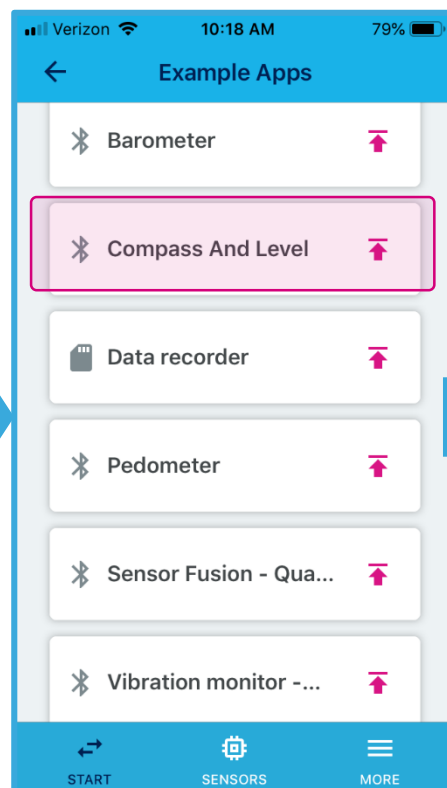 Verizon 10:18 AM 79%
Example Apps
Barometer
Compass And Level
Data recorder
Pedometer
Sensor Fusion - Qua...
Vibration monitor -...
START SENSORS MORE